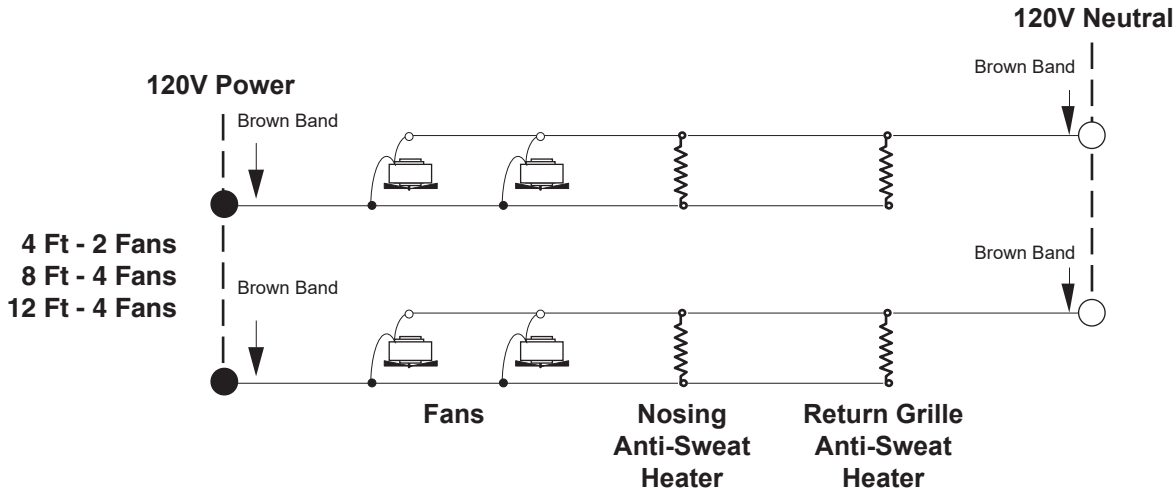 120V Neutral
Brown Band
120V Power
Brown Band
4 Ft - 2 Fans
8 Ft - 4 Fans
12 Ft - 4 Fans
Brown Band
Brown Band
Fans
Nosing
Anti-Sweat
Heater
Return Grille
Anti-Sweat
Heater